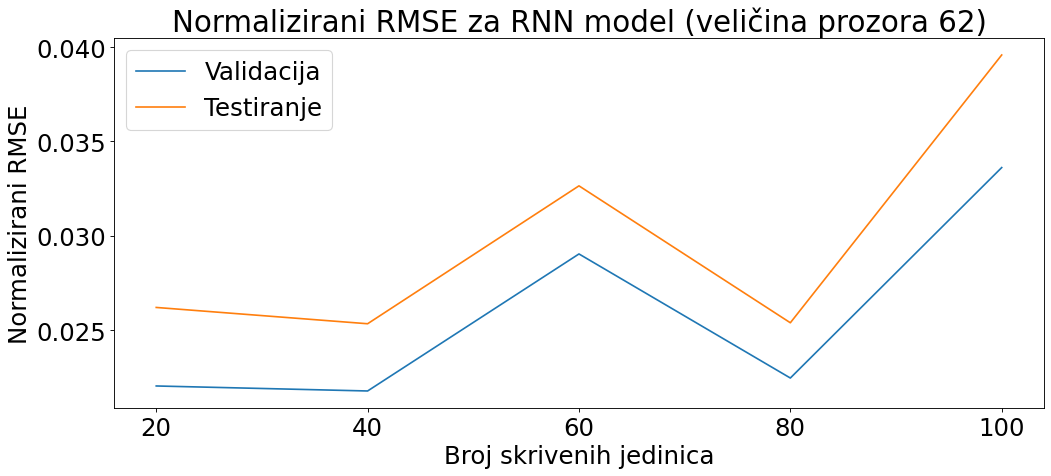 Normalizirani RMSE za RNN model (veličina prozora 62)
Validacija
Testiranje
Normalizirani RMSE
0.040
0.035
0.030
0.025
20 40 60 80 100
Broj skrivenih jedinica